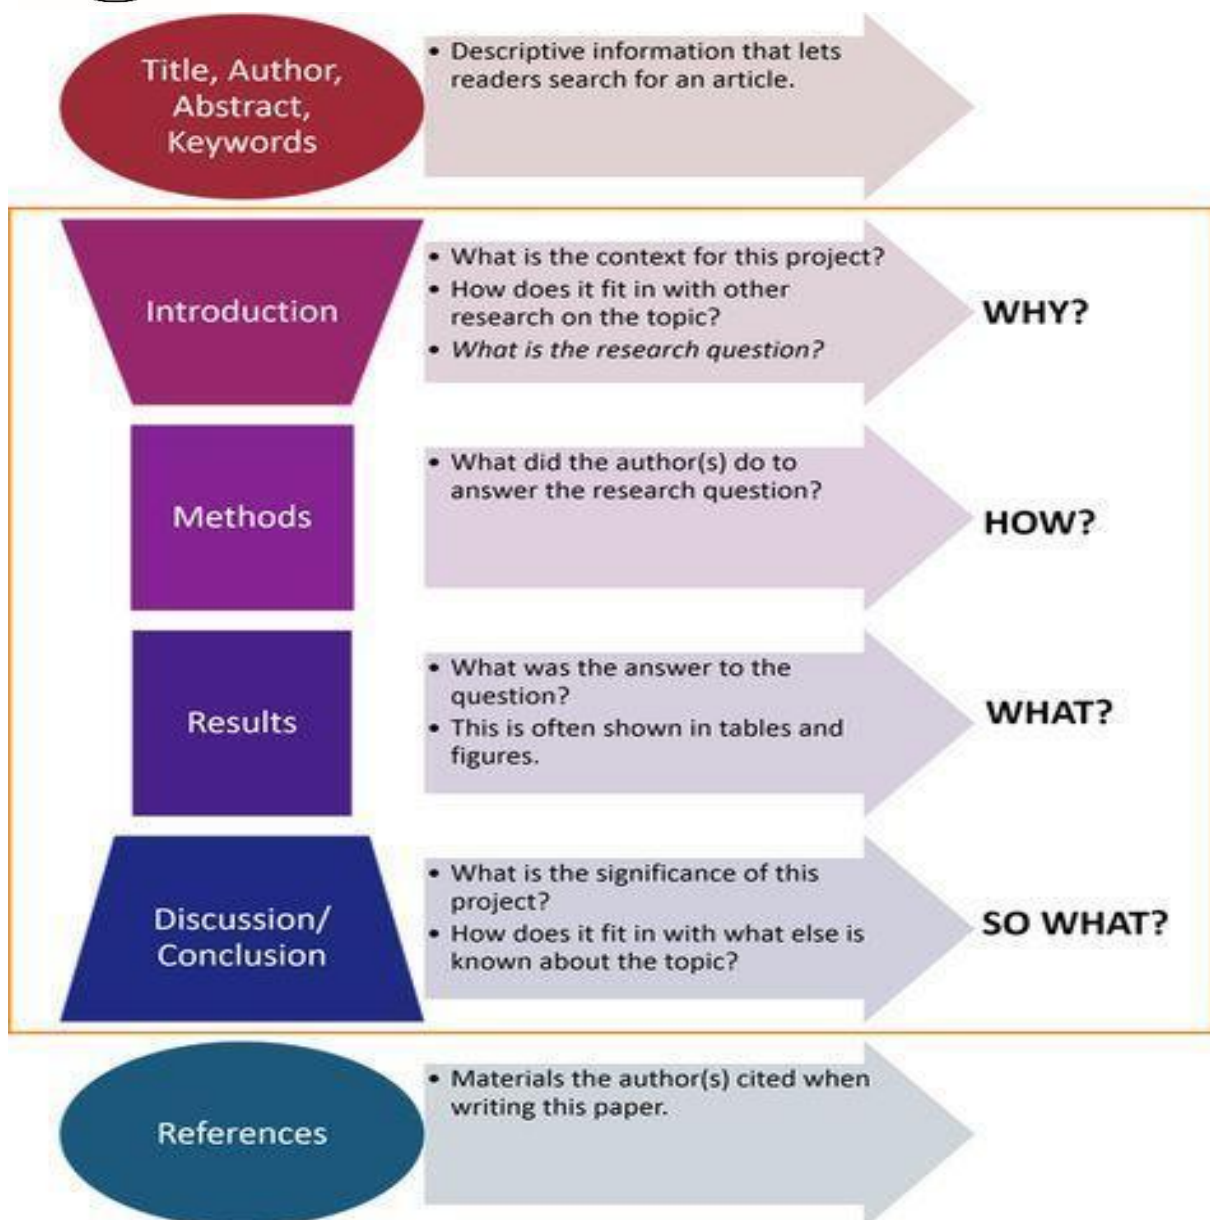 Title, Author,
Abstract,
Keywords
• Descriptive information that lets
readers search for an article.
Introduction
• What is the context for this project?
• How does it fit in with other
research on the topic?
• What is the research question?
WHY?
Methods
• What did the author(s) do to
answer the research question?
HOW?
Results
• What was the answer to the
question?
• This is often shown in tables and
figures.
WHAT?
Discussion/
Conclusion
• What is the significance of this
project?
• How does it fit in with what else is
known about the topic?
SO WHAT?
References
• Materials the author(s) cited when
writing this paper.